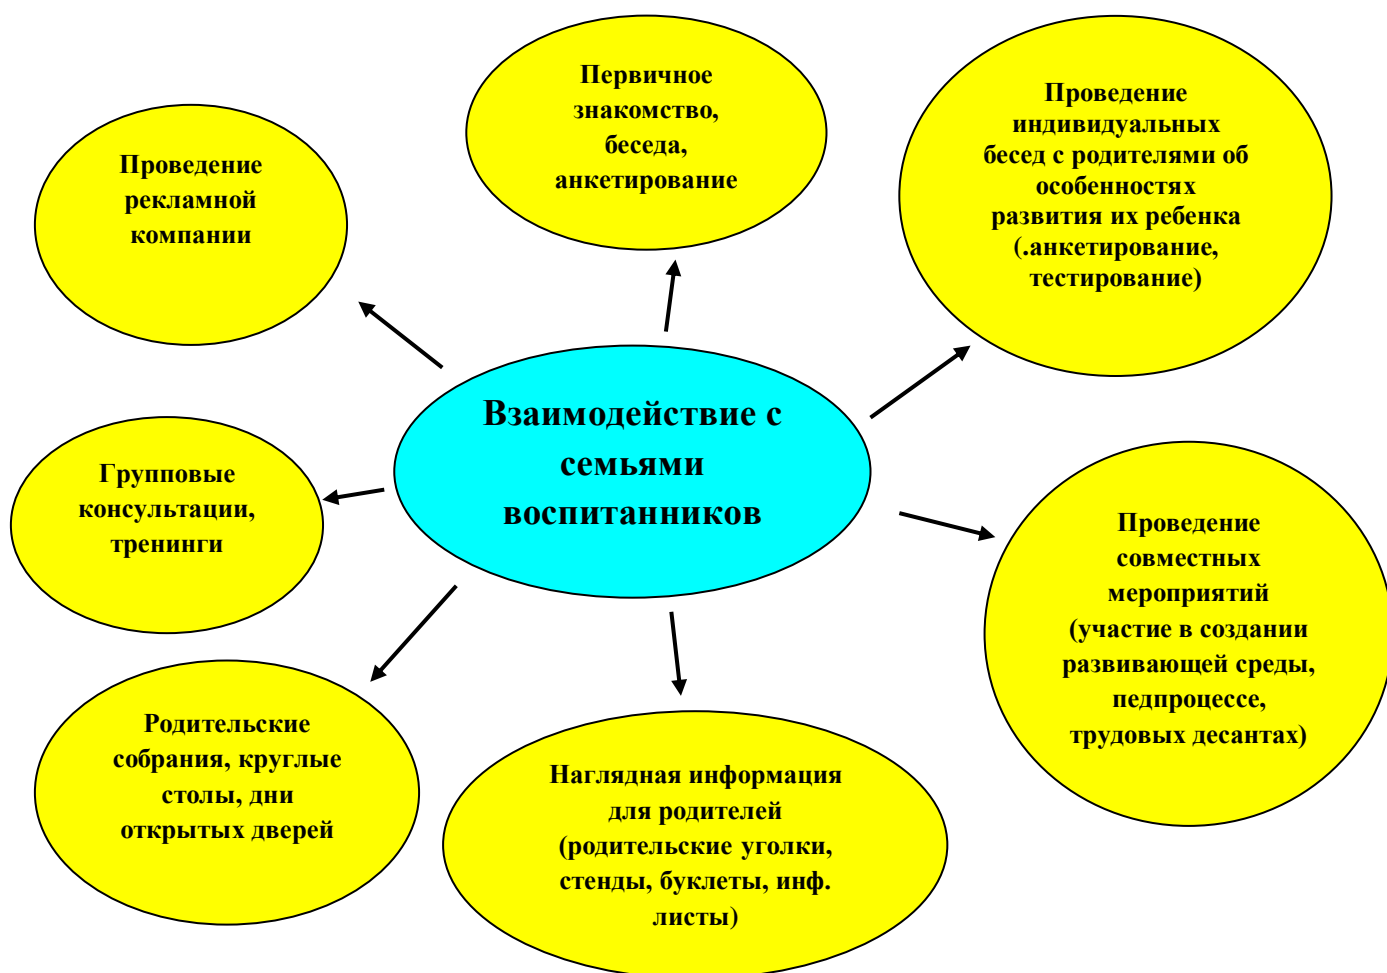 Первичное
знакомство,
беседа,
анкетирование
Проведение
индивидуальных
бесед с родителями об
особенностях
развития их ребенка
(.анкетирование,
тестирование)
Проведение
рекламной
компании
Взаимодействие с
семьями
воспитанников
Групповые
консультации,
тренинги
Проведение
совместных
мероприятий
(участие в создании
развивающей среды,
педпроцессе,
трудовых десантах)
Родительские
собрания, круглые
столы, дни
открытых дверей
Наглядная информация
для родителей
(родительские уголки,
стенды, буклеты, инф.
листы)